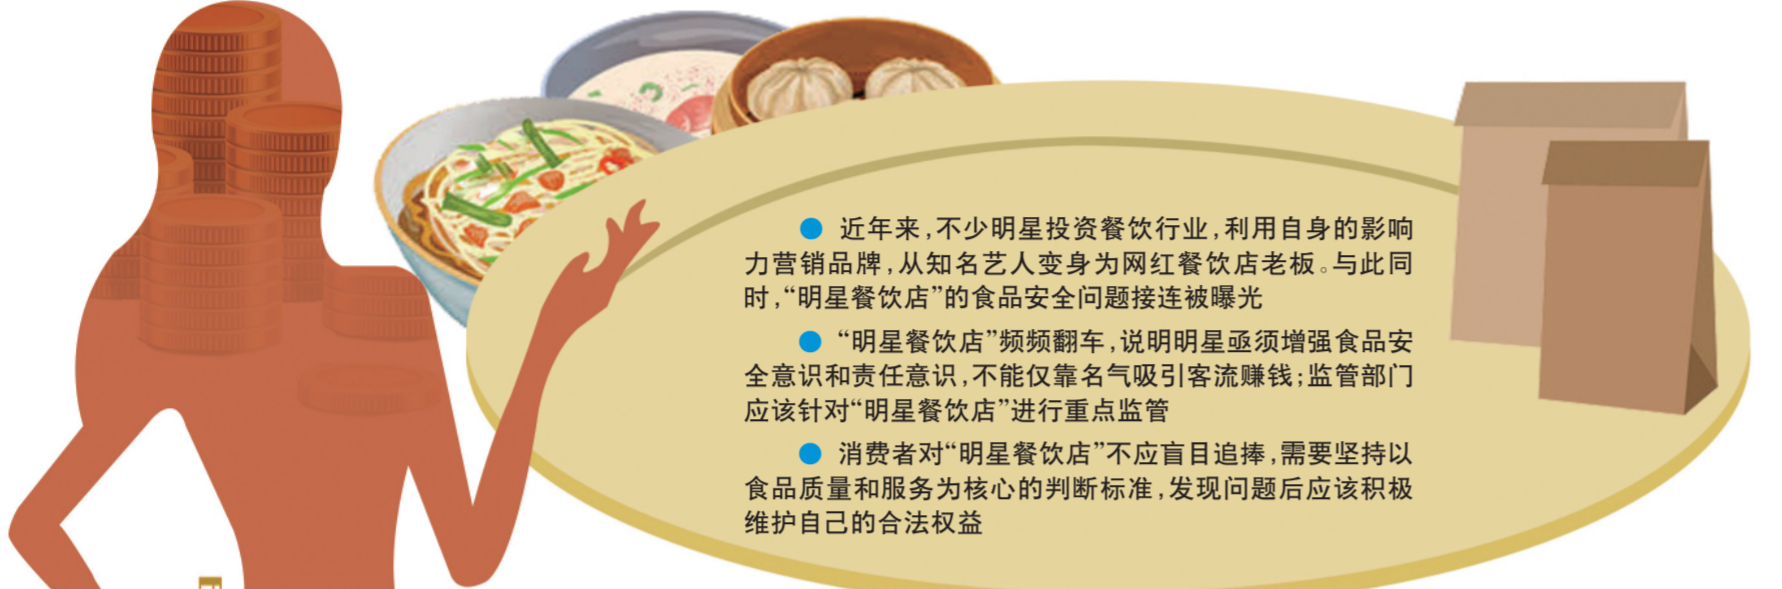 ● 近年来,不少明星投资餐饮行业,利用自身的影响
力营销品牌,从知名艺人变身为网红餐饮店老板。与此同
时,“明星餐饮店”的食品安全问题接连被曝光
● “明星餐饮店”频频翻车,说明明星亟须增强食品安
全意识和责任意识,不能仅靠名气吸引客流赚钱;监管部门
应该针对“明星餐饮店”进行重点监管
● 消费者对“明星餐饮店”不应盲目追捧,需要坚持以
食品质量和服务为核心的判断标准,发现问题后应该积极
维护自己的合法权益